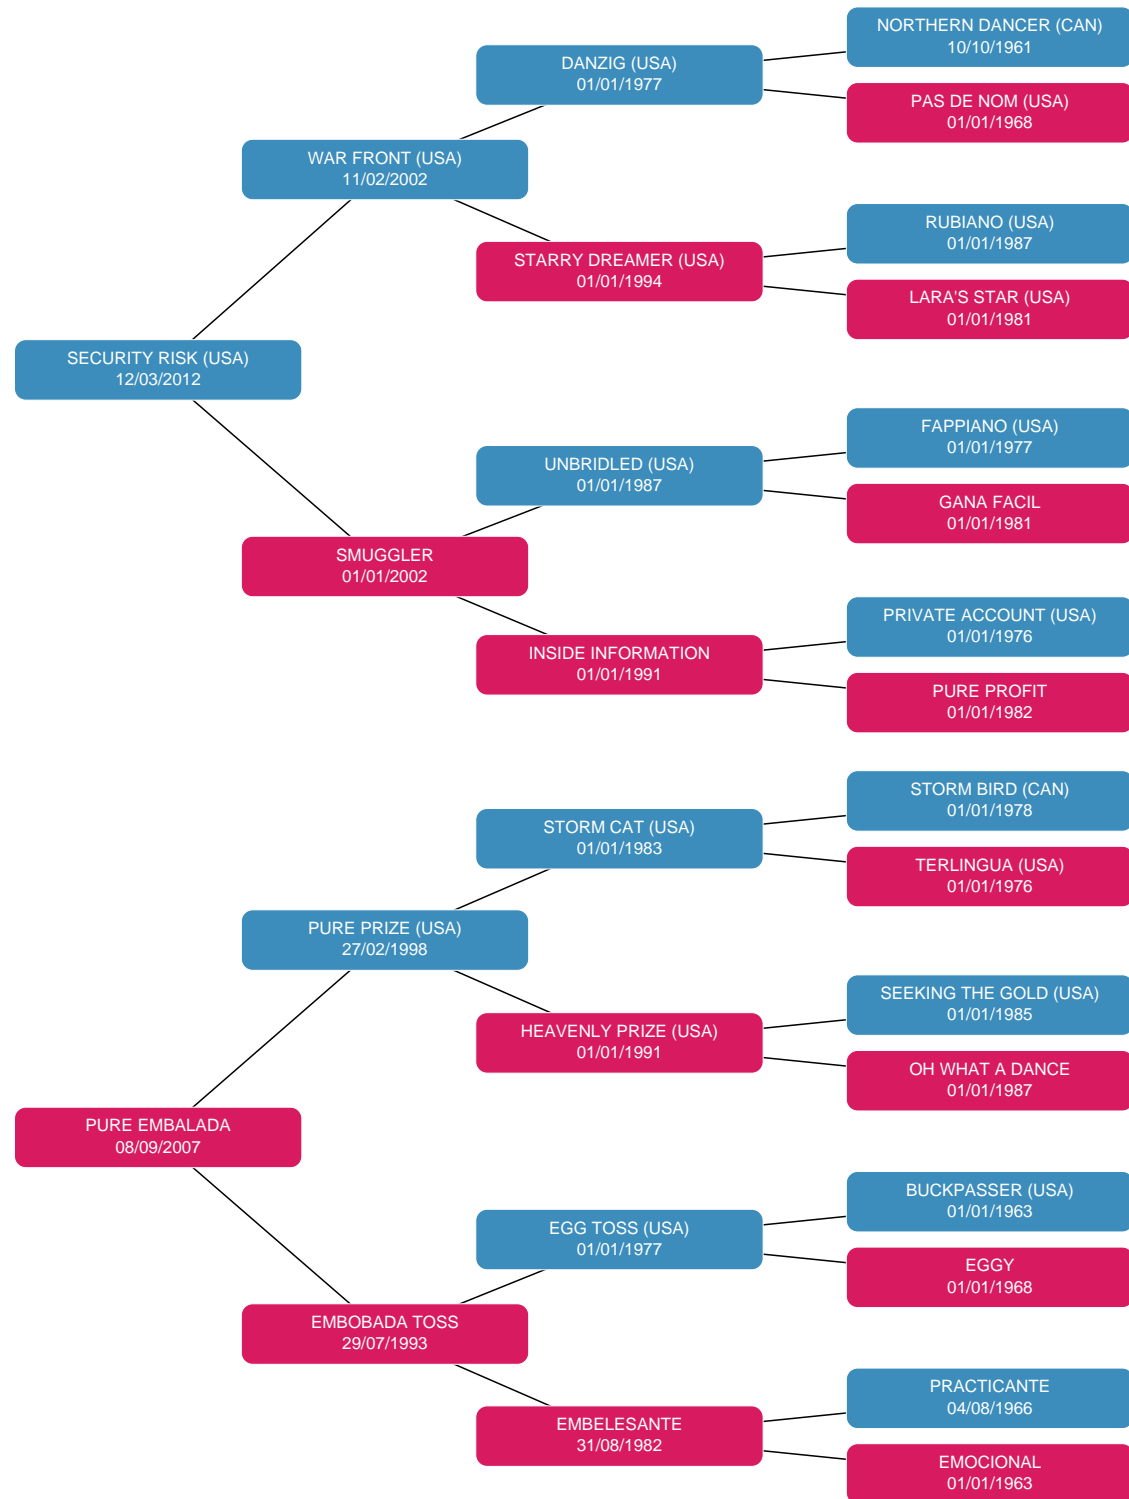 NORTHERN DANCER (CAN)
10/10/1961
DANZIG (USA)
01/01/1977
PAS DE NOM (USA)
01/01/1968
WAR FRONT (USA)
11/02/2002
RUBIANO (USA)
01/01/1987
STARRY DREAMER (USA)
01/01/1994
LARA'S STAR (USA)
01/01/1981
SECURITY RISK (USA)
12/03/2012
FAPPIANO (USA)
01/01/1977
UNBRIDLED (USA)
01/01/1987
GANA FACIL
01/01/1981
SMUGGLER
01/01/2002
PRIVATE ACCOUNT (USA)
01/01/1976
INSIDE INFORMATION
01/01/1991
PURE PROFIT
01/01/1982
STORM BIRD (CAN)
01/01/1978
STORM CAT (USA)
01/01/1983
TERLINGUA (USA)
01/01/1976
PURE PRIZE (USA)
27/02/1998
SEEKING THE GOLD (USA)
01/01/1985
HEAVENLY PRIZE (USA)
01/01/1991
OH WHAT A DANCE
01/01/1987
PURE EMBALADA
08/09/2007
BUCKPASSER (USA)
01/01/1963
EGG TOSS (USA)
01/01/1977
EGGY
01/01/1968
EMBOBADA TOSS
29/07/1993
PRACTICANTE
04/08/1966
EMBELESANTE
31/08/1982
EMOCIONAL
01/01/1963